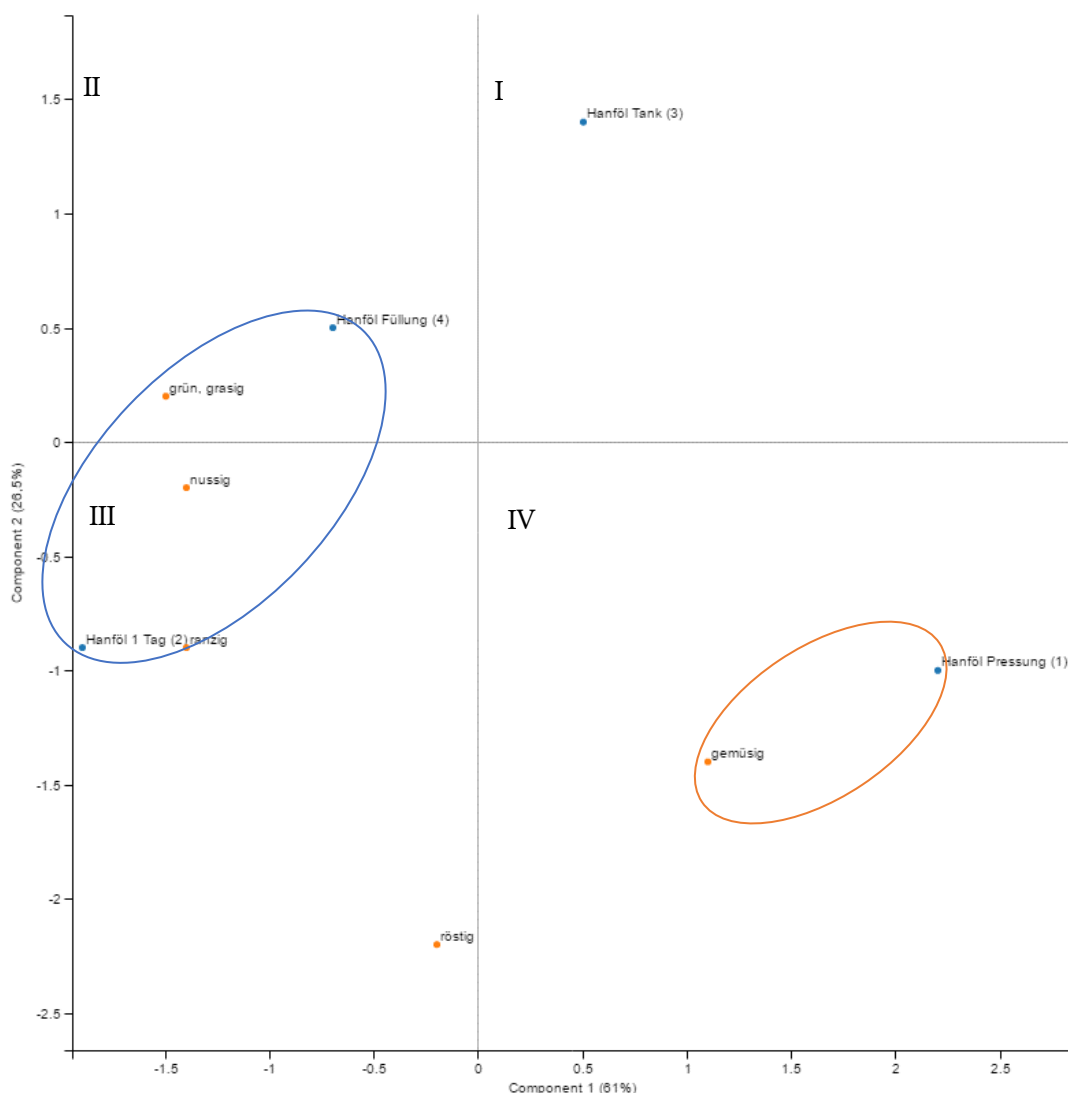 II
I
1.5
Hanföl Tank (3)
1
0.5
Hanföl Füllung (4)
grün, grasig
0
nussig
III
IV
-0.5
Component 2 (26.5%)
Hanföl 1 Tag (2) ranzig
-1
Hanföl Pressung (1)
gemüsig
-1.5
-2
röstig
-2.5
-1.5 -1 -0.5 0 0.5 1 1.5 2 2.5
Component 1 (61%)